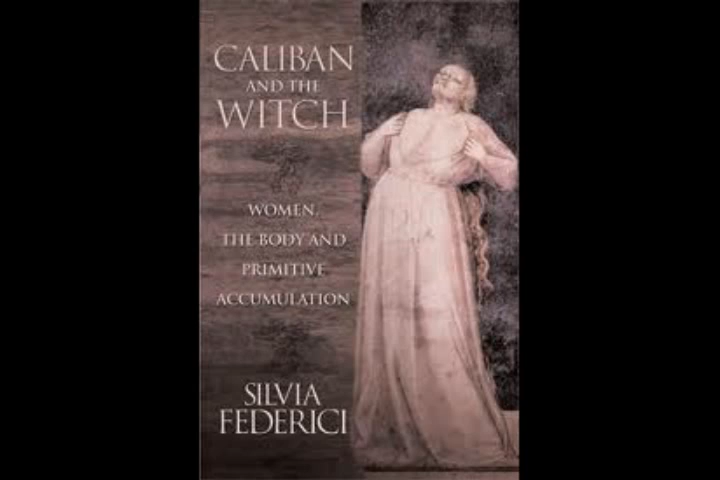 CALIBAN
AND THE
WITCH
WOMEN,
THE BODY AND
PRIMITIVE
ACCUMULATION
SILVIA
FEDERICI